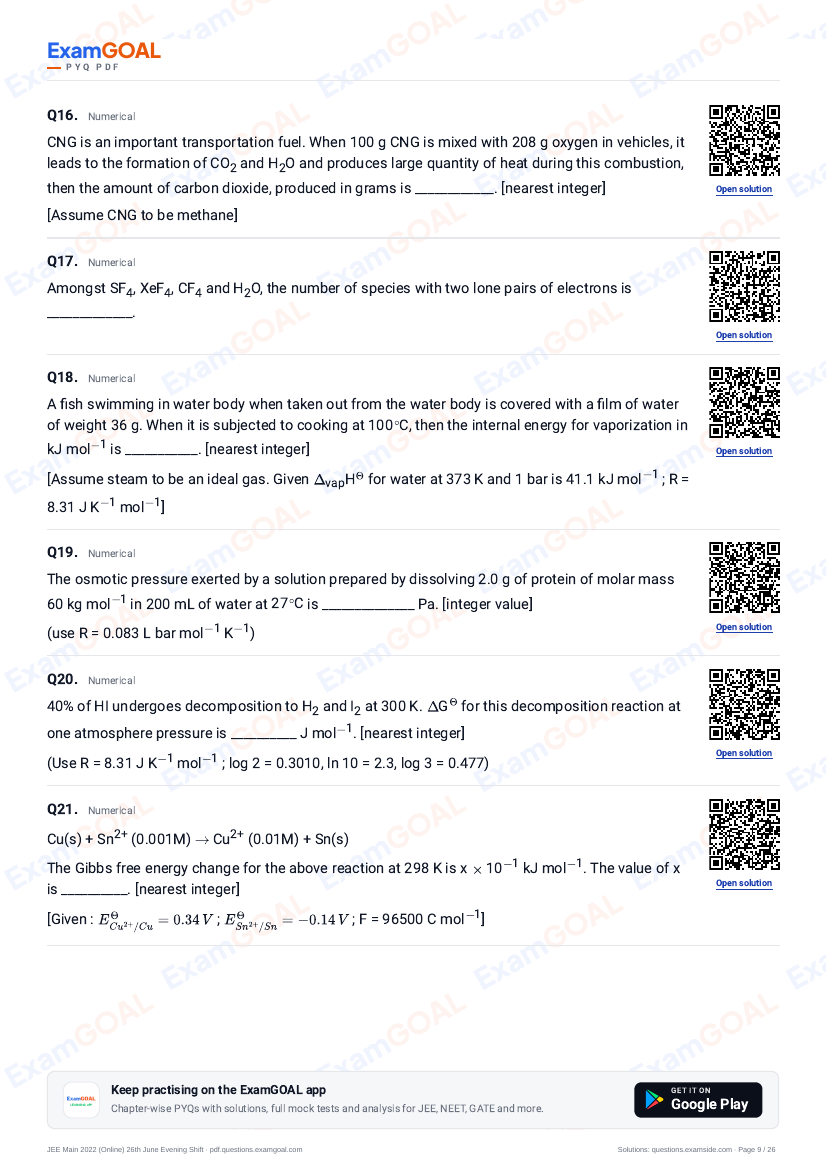 ExamGOAL
PYQ PDF
Q16. Numerical
CNG is an important transportation fuel. When 100 g CNG is mixed with 208 g oxygen in vehicles, it
leads to the formation of CO₂ and H₂O and produces large quantity of heat during this combustion,
then the amount of carbon dioxide, produced in grams is ____________. [nearest integer]
[Assume CNG to be methane]
Open solution
Q17. Numerical
Amongst SF₄, XeF₄, CF₄ and H₂O, the number of species with two lone pairs of electrons is
_____________.
Open solution
Q18. Numerical
A fish swimming in water body when taken out from the water body is covered with a film of water
of weight 36 g. When it is subjected to cooking at 100°C, then the internal energy for vaporization in
kJ mol⁻¹ is ___________. [nearest integer]
[Assume steam to be an ideal gas. Given Δ_vapH^Θ for water at 373 K and 1 bar is 41.1 kJ mol⁻¹ ; R =
8.31 J K⁻¹ mol⁻¹]
Open solution
Q19. Numerical
The osmotic pressure exerted by a solution prepared by dissolving 2.0 g of protein of molar mass
60 kg mol⁻¹ in 200 mL of water at 27°C is ______________ Pa. [integer value]
(use R = 0.083 L bar mol⁻¹ K⁻¹)
Open solution
Q20. Numerical
40% of HI undergoes decomposition to H₂ and I₂ at 300 K. ΔG^Θ for this decomposition reaction at
one atmosphere pressure is __________ J mol⁻¹. [nearest integer]
(Use R = 8.31 J K⁻¹ mol⁻¹ ; log 2 = 0.3010, ln 10 = 2.3, log 3 = 0.477)
Open solution
Q21. Numerical
Cu(s) + Sn²⁺ (0.001M) → Cu²⁺ (0.01M) + Sn(s)
The Gibbs free energy change for the above reaction at 298 K is x × 10⁻¹ kJ mol⁻¹. The value of x
is __________. [nearest integer]
[Given : E^Θ_Cu²⁺/Cu = 0.34 V ; E^Θ_Sn²⁺/Sn = −0.14 V ; F = 96500 C mol⁻¹]
Open solution
Keep practising on the ExamGOAL app
Chapter-wise PYQs with solutions, full mock tests and analysis for JEE, NEET, GATE and more.
GET IT ON
Google Play
JEE Main 2022 (Online) 26th June Evening Shift · pdf.questions.examgoal.com
Solutions: questions.examside.com · Page 9 / 26